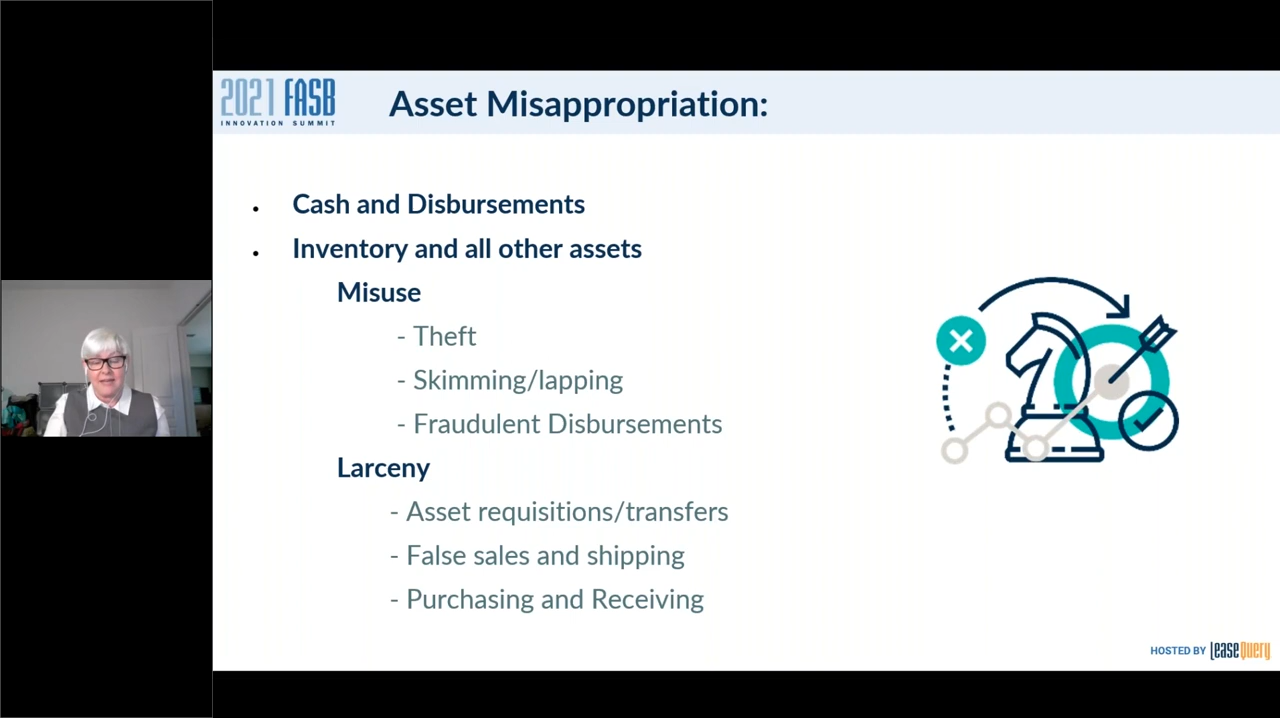 2021 FASB
INNOVATION SUMMIT
Asset Misappropriation:
• Cash and Disbursements
• Inventory and all other assets
Misuse
- Theft
- Skimming/lapping
- Fraudulent Disbursements
Larceny
- Asset requisitions/transfers
- False sales and shipping
- Purchasing and Receiving
HOSTED BY LeaseQuery